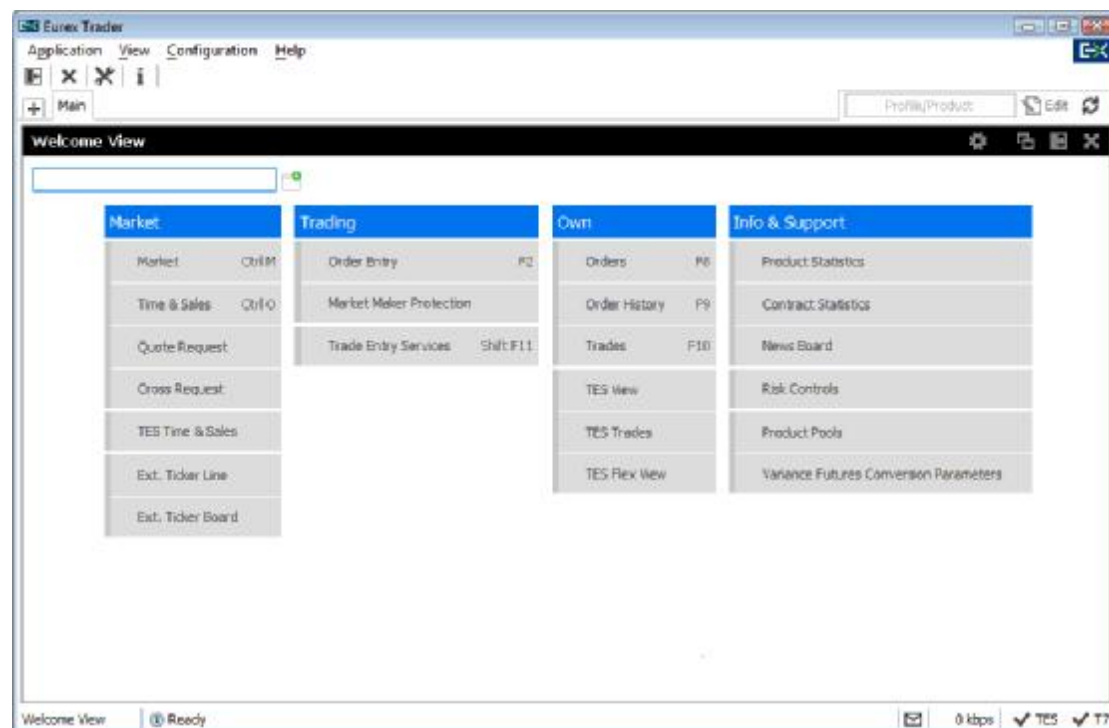 Eurex Trader
Application View Configuration Help
Main
Profile/Product Edit
Welcome View
Market
Market Ctrl M
Time & Sales Ctrl O
Quote Request
Cross Request
TES Time & Sales
Ext. Ticker Line
Ext. Ticker Board
Trading
Order Entry F2
Market Maker Protection
Trade Entry Services Shift F11
Own
Orders F8
Order History F9
Trades F10
TES View
TES Trades
TES Flex View
Info & Support
Product Statistics
Contract Statistics
News Board
Risk Controls
Product Pools
Variance Futures Conversion Parameters
Welcome View Ready 0 kbps TES T7